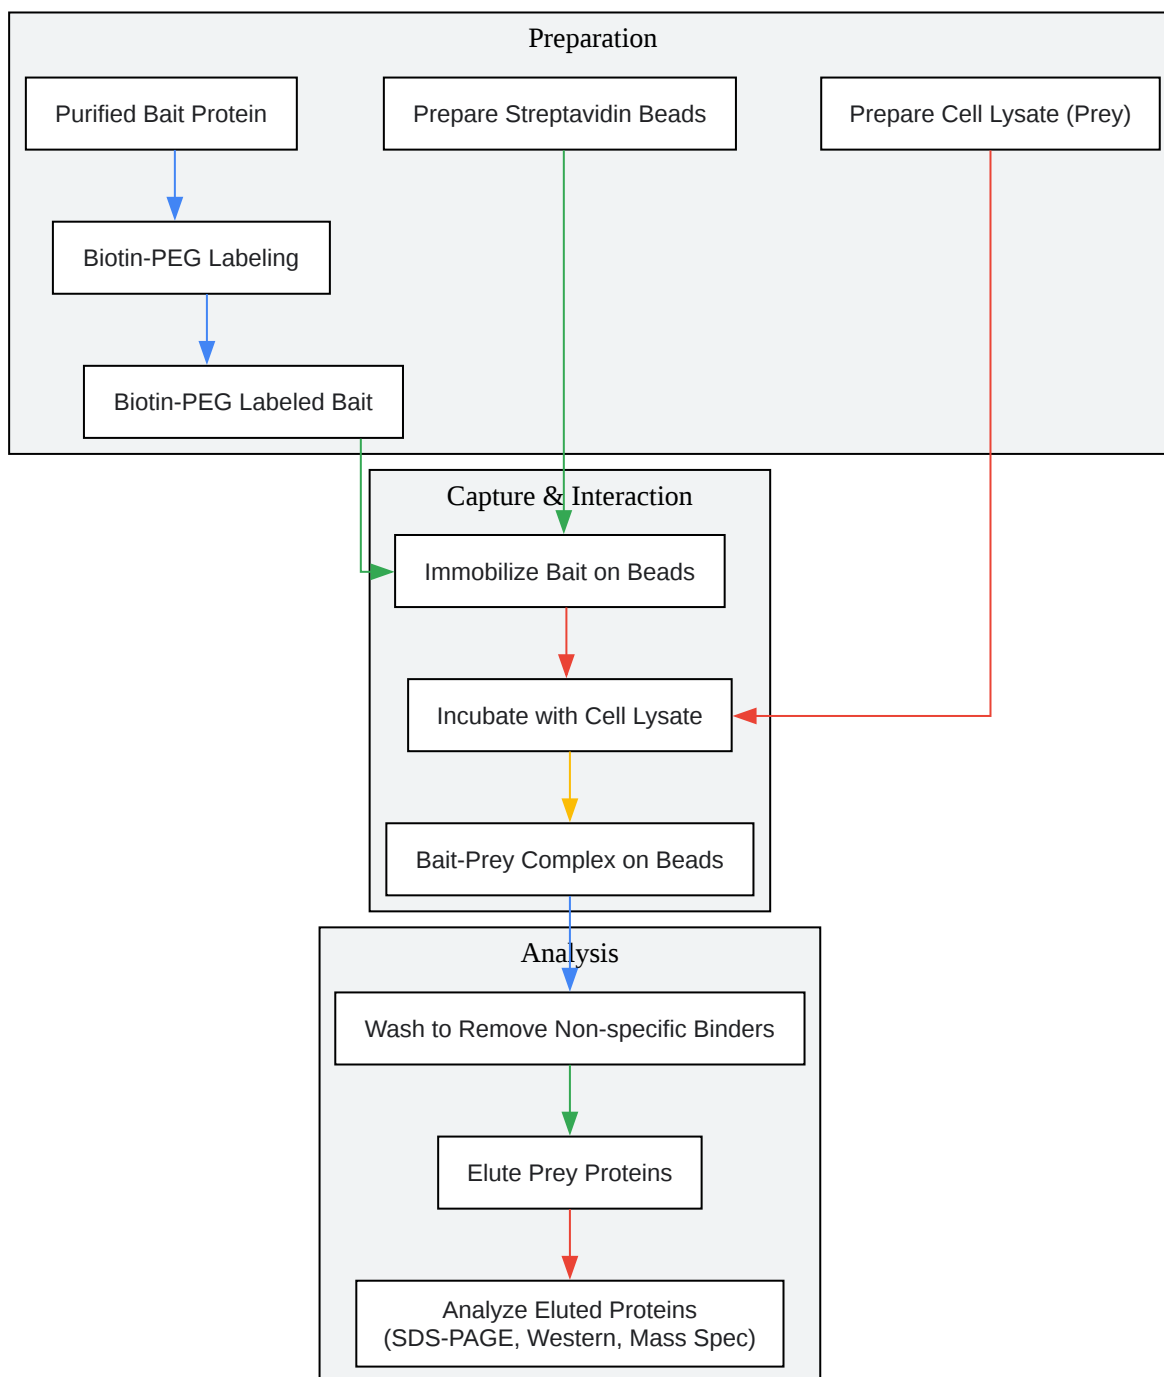 Preparation
Purified Bait Protein
Prepare Streptavidin Beads
Prepare Cell Lysate (Prey)
Biotin-PEG Labeling
Biotin-PEG Labeled Bait
Capture & Interaction
Immobilize Bait on Beads
Incubate with Cell Lysate
Bait-Prey Complex on Beads
Analysis
Wash to Remove Non-specific Binders
Elute Prey Proteins
Analyze Eluted Proteins
(SDS-PAGE, Western, Mass Spec)